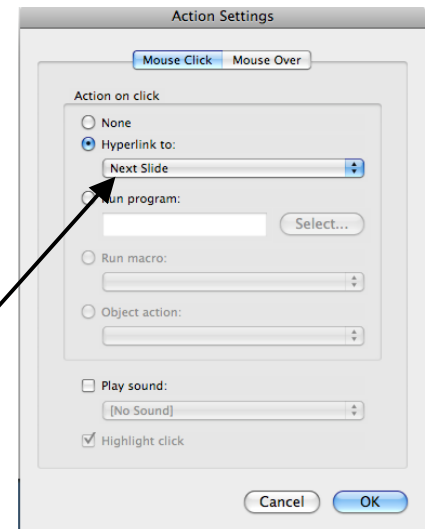 Action Settings
Mouse Click Mouse Over
Action on click
None
Hyperlink to:
Next Slide
Run program:
Select...
Run macro:
Object action:
Play sound:
[No Sound]
Highlight click
Cancel OK